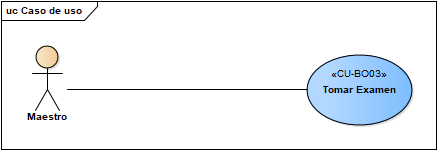 uc Caso de uso
«CU-BO03»
Tomar Examen
Maestro